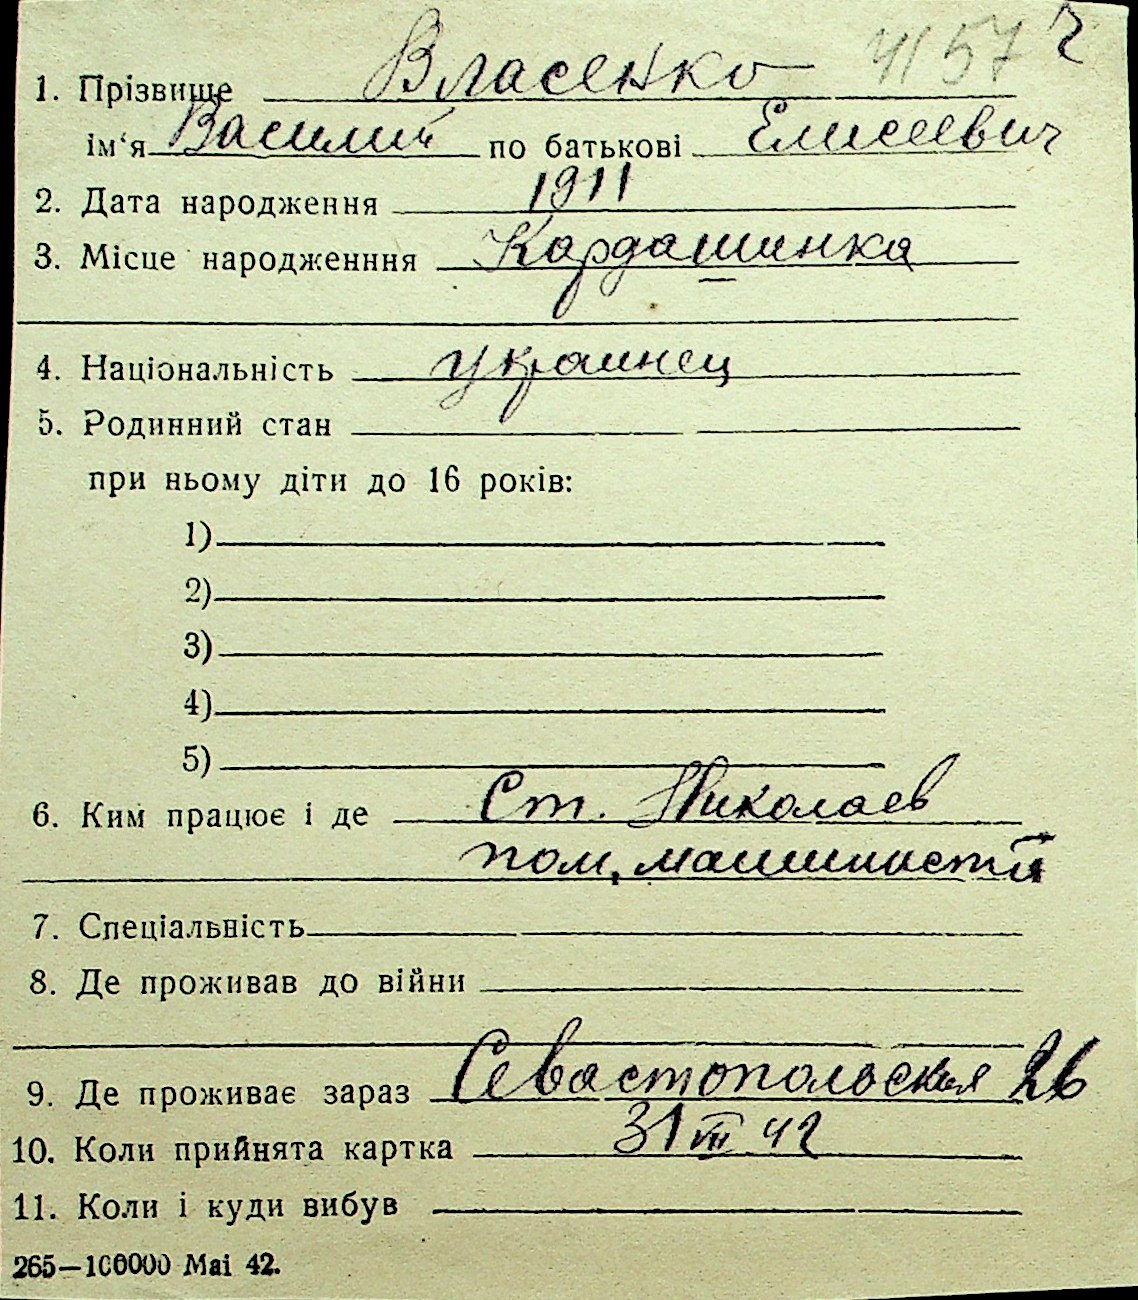 4157 ч
1. Прізвище Власенко
ім‘я Василий по батькові Елисеевич
2. Дата народження 1911
3. Місце народженння Кардашинка
4. Національність украинец
5. Родинний стан
при ньому діти до 16 років:
1)
2)
3)
4)
5)
6. Ким працює і де Ст. Николаев
пом. машиниста
7. Спеціальність
8. Де проживав до війни
9. Де проживає зараз Севастопольская 26
10. Коли прийнята картка 31 III 42
11. Коли і куди вибув
265—100000 Mai 42.